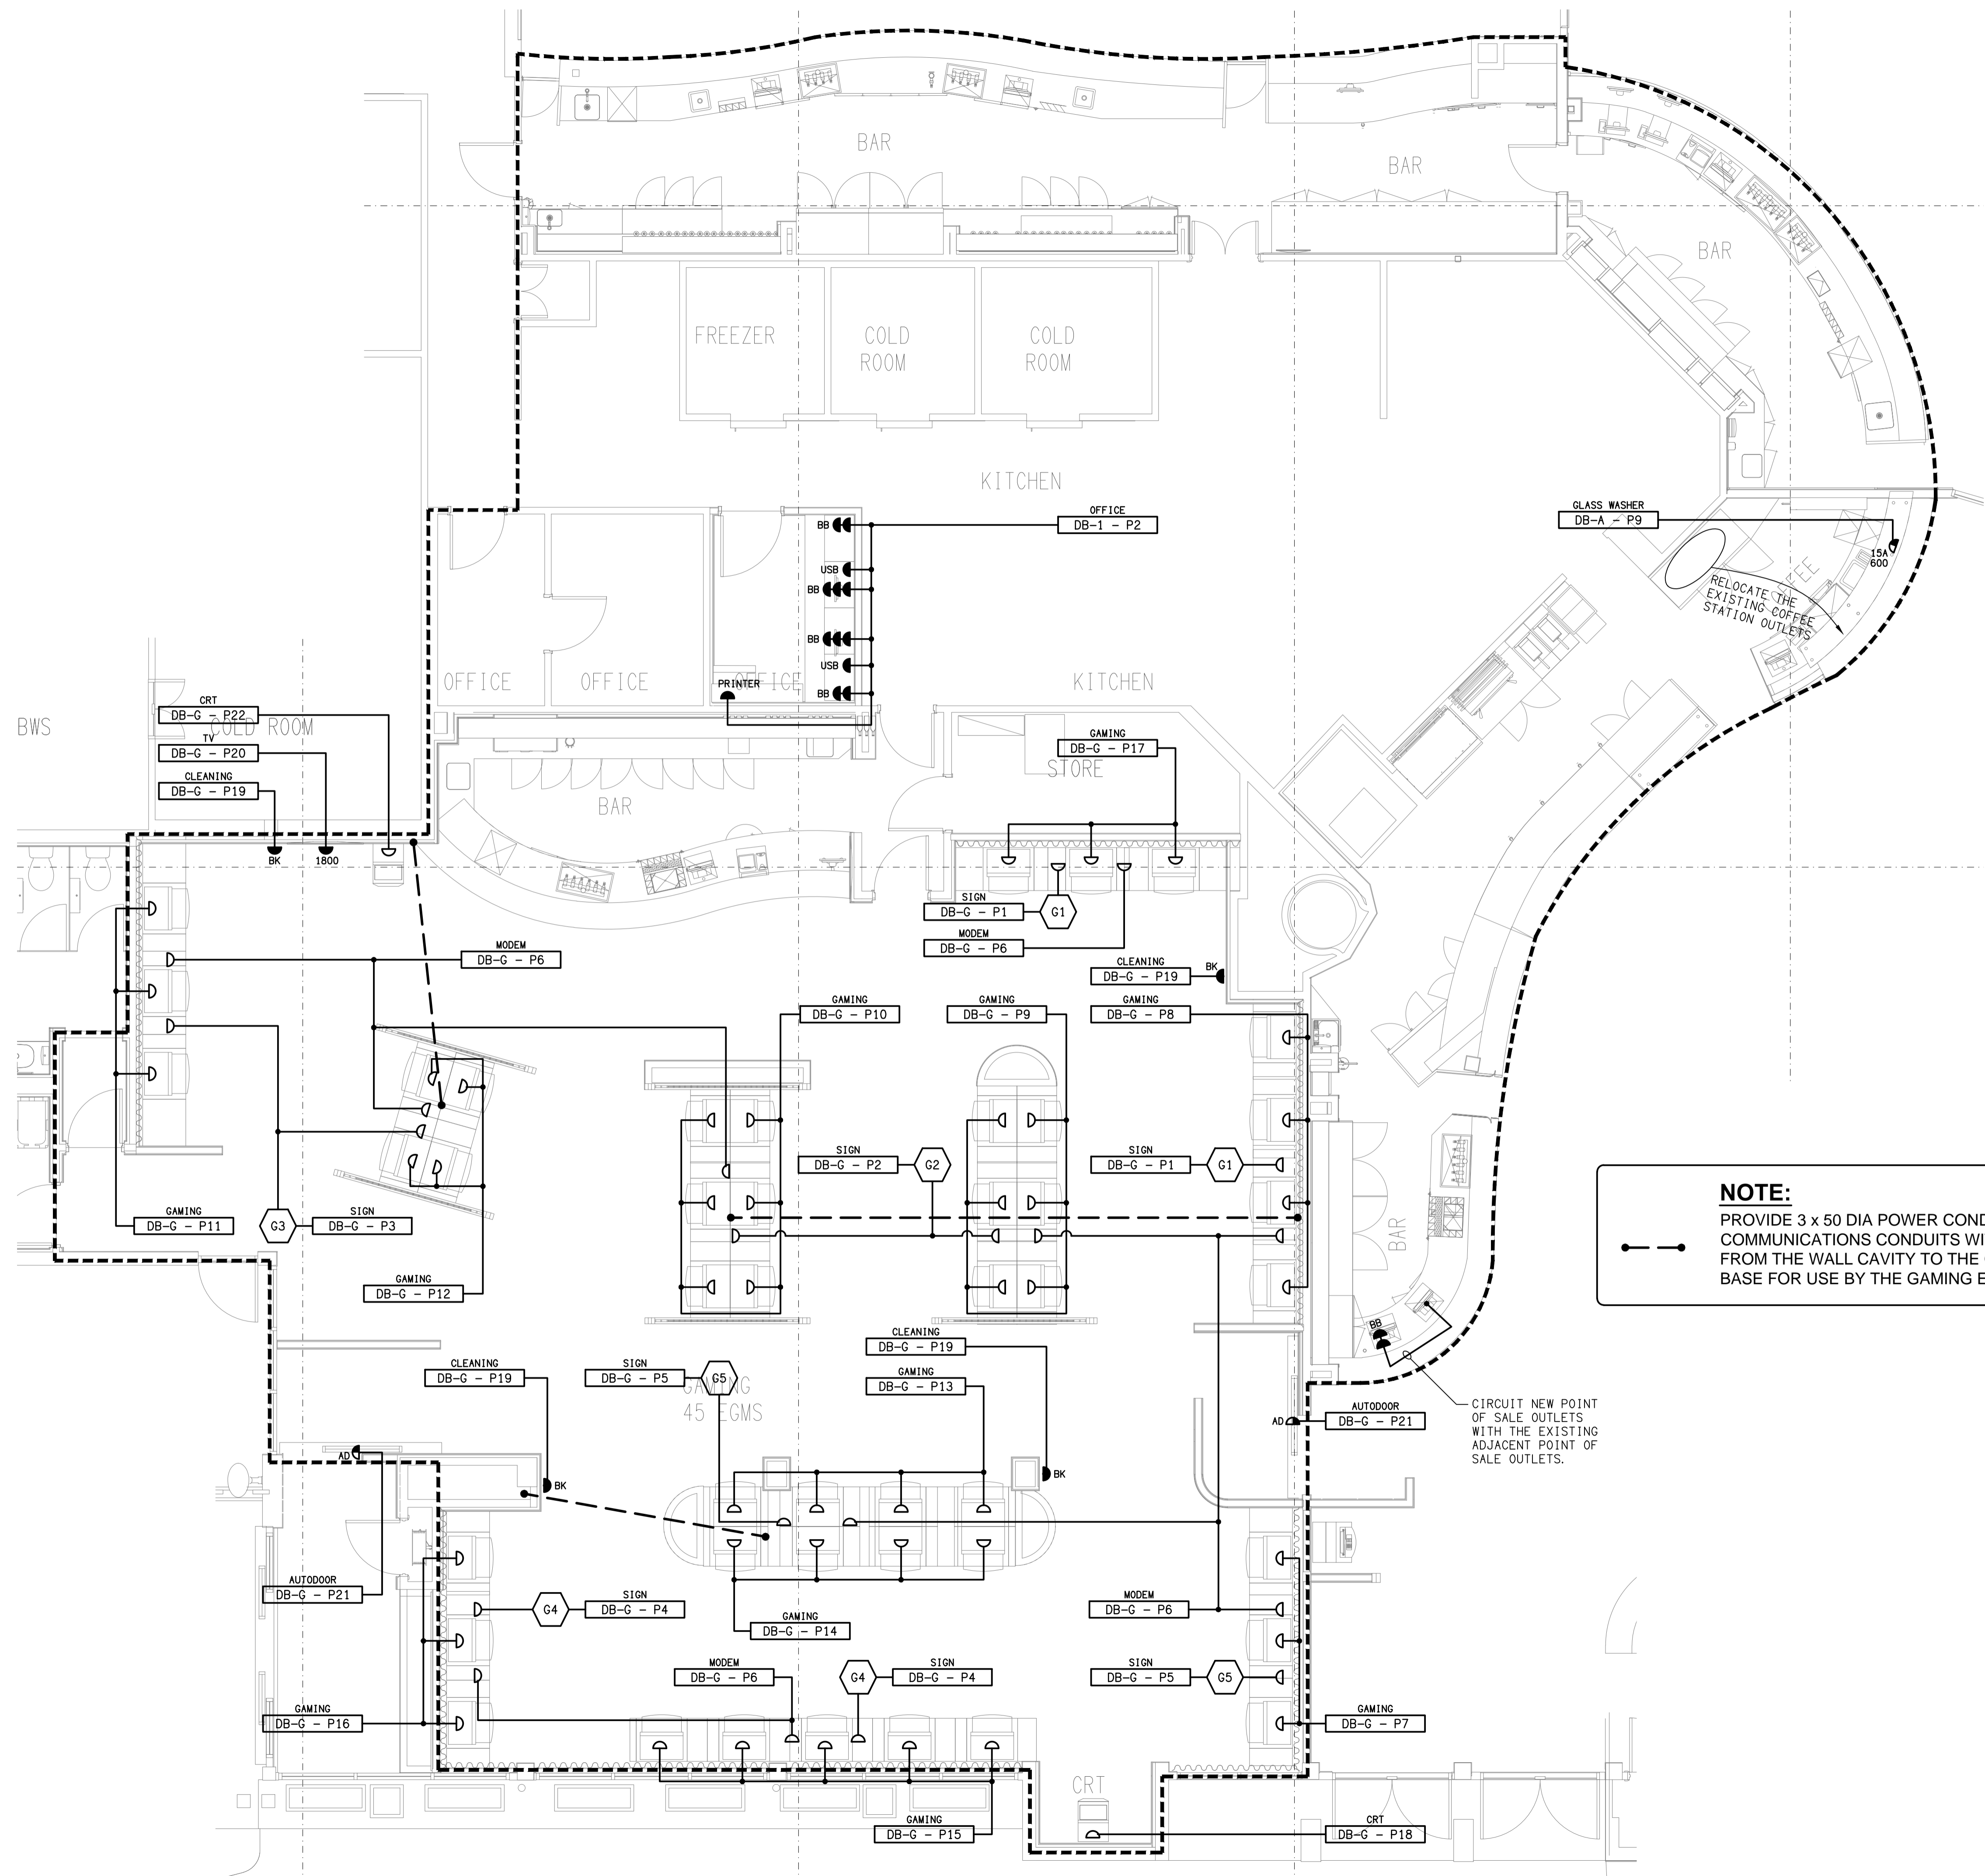 BAR
BAR
BAR
FREEZER
COLD
ROOM
COLD
ROOM
KITCHEN
OFFICE
DB-1 - P2
GLASS WASHER
DB-A - P9
15A
600
RELOCATE THE
EXISTING COFFEE
STATION OUTLETS
BB
USB
BB
BB
USB
BB
PRINTER
OFFICE
OFFICE
OFFICE
KITCHEN
BWS
COLD ROOM
CRT
DB-G - P22
TV
DB-G - P20
CLEANING
DB-G - P19
BK
1800
BAR
GAMING
DB-G - P17
STORE
SIGN
DB-G - P1
G1
MODEM
DB-G - P6
MODEM
DB-G - P6
CLEANING
DB-G - P19
BK
GAMING
DB-G - P10
GAMING
DB-G - P9
GAMING
DB-G - P8
SIGN
DB-G - P2
G2
SIGN
DB-G - P1
G1
GAMING
DB-G - P11
G3
SIGN
DB-G - P3
GAMING
DB-G - P12
BAR
BB
NOTE:
PROVIDE 3 x 50 DIA POWER
COMMUNICATIONS CONDUITS
FROM THE WALL CAVITY TO THE
BASE FOR USE BY THE GAMING
CLEANING
DB-G - P19
SIGN
DB-G - P5
G5
CLEANING
DB-G - P19
GAMING
DB-G - P13
GAMING
45 EGMS
AD
AUTODOOR
DB-G - P21
CIRCUIT NEW POINT
OF SALE OUTLETS
WITH THE EXISTING
ADJACENT POINT OF
SALE OUTLETS.
AD
BK
BK
AUTODOOR
DB-G - P21
G4
SIGN
DB-G - P4
GAMING
DB-G - P14
MODEM
DB-G - P6
MODEM
DB-G - P6
G4
SIGN
DB-G - P4
SIGN
DB-G - P5
G5
GAMING
DB-G - P16
GAMING
DB-G - P7
CRT
GAMING
DB-G - P15
CRT
DB-G - P18